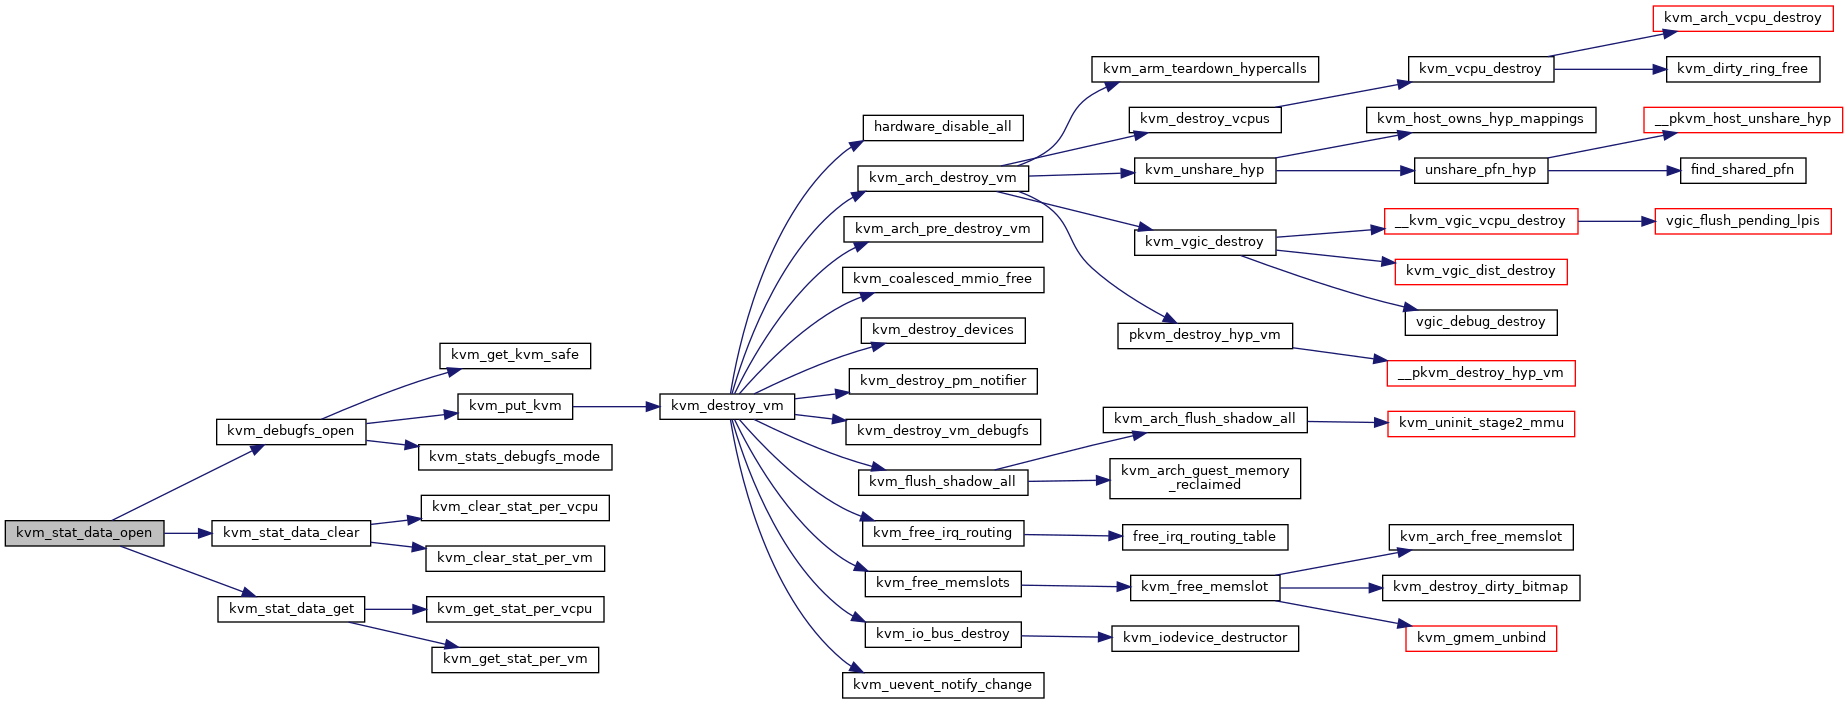 kvm_stat_data_open
kvm_debugfs_open
kvm_stat_data_clear
kvm_stat_data_get
kvm_get_kvm_safe
kvm_put_kvm
kvm_stats_debugfs_mode
kvm_clear_stat_per_vcpu
kvm_clear_stat_per_vm
kvm_get_stat_per_vcpu
kvm_get_stat_per_vm
kvm_destroy_vm
hardware_disable_all
kvm_arch_destroy_vm
kvm_arch_pre_destroy_vm
kvm_coalesced_mmio_free
kvm_destroy_devices
kvm_destroy_pm_notifier
kvm_destroy_vm_debugfs
kvm_flush_shadow_all
kvm_free_irq_routing
kvm_free_memslots
kvm_io_bus_destroy
kvm_uevent_notify_change
kvm_arm_teardown_hypercalls
kvm_destroy_vcpus
kvm_unshare_hyp
kvm_vgic_destroy
pkvm_destroy_hyp_vm
kvm_arch_flush_shadow_all
kvm_arch_guest_memory
_reclaimed
free_irq_routing_table
kvm_free_memslot
kvm_iodevice_destructor
kvm_vcpu_destroy
kvm_host_owns_hyp_mappings
unshare_pfn_hyp
__kvm_vgic_vcpu_destroy
kvm_vgic_dist_destroy
vgic_debug_destroy
__pkvm_destroy_hyp_vm
kvm_uninit_stage2_mmu
kvm_arch_free_memslot
kvm_destroy_dirty_bitmap
kvm_gmem_unbind
kvm_arch_vcpu_destroy
kvm_dirty_ring_free
__pkvm_host_unshare_hyp
find_shared_pfn
vgic_flush_pending_lpis